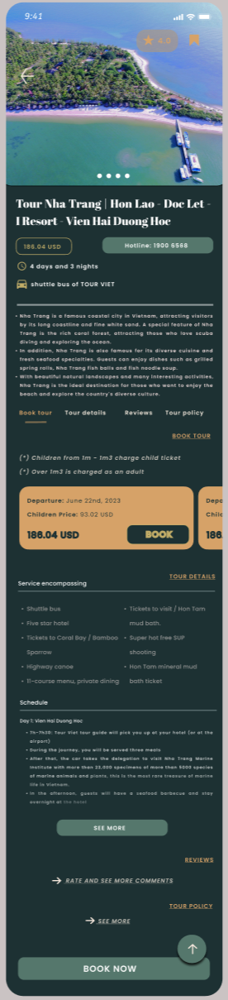 9:41
4.0
Tour Nha Trang | Hon Lao - Doc Let -
I Resort - Vien Hai Duong Hoc
186.04 USD
Hotline: 1900 6568
4 days and 3 nights
shuttle bus of TOUR VIET
• Nha Trang is a famous coastal city in Vietnam, attracting visitors
by its long coastline and fine white sand. A special feature of Nha
Trang is the rich coral forest, attracting those who love scuba
diving and exploring the ocean.
• In addition, Nha Trang is also famous for its diverse cuisine and
fresh seafood specialties. Guests can enjoy dishes such as grilled
spring rolls, Nha Trang fish balls and fish noodle soup.
• With beautiful natural landscapes and many interesting activities,
Nha Trang is the ideal destination for those who want to enjoy the
beach and explore the country's diverse culture.
Book tour Tour details Reviews Tour policy
BOOK TOUR
(*) Children from 1m - 1m3 charge child ticket
(*) Over 1m3 is charged as an adult
Departure: June 22nd, 2023
Children Price: 93.02 USD
186.04 USD
BOOK
Depa
Chil
186
TOUR DETAILS
Service encompassing
• Shuttle bus
• Five star hotel
• Tickets to Coral Bay / Bamboo
Sparrow
• Highway canoe
• 11-course menu, private dining
• Tickets to visit / Hon Tam
mud bath.
• Super hot free SUP
shooting
• Hon Tam mineral mud
bath ticket
Schedule
Day 1: Vien Hai Duong Hoc
• 7h-7h30: Tour Viet tour guide will pick you up at your hotel (or at the
airport)
• During the journey, you will be served three meals
• After that, the car takes the delegation to visit Nha Trang Marine
Institute with more than 23,000 specimens of more than 5000 species
of marine animals and plants, this is the most rare treasure of marine
life in Vietnam.
• In the afternoon, guests will have a seafood barbecue and stay
overnight at the hotel
SEE MORE
REVIEWS
RATE AND SEE MORE COMMENTS
TOUR POLICY
SEE MORE
BOOK NOW